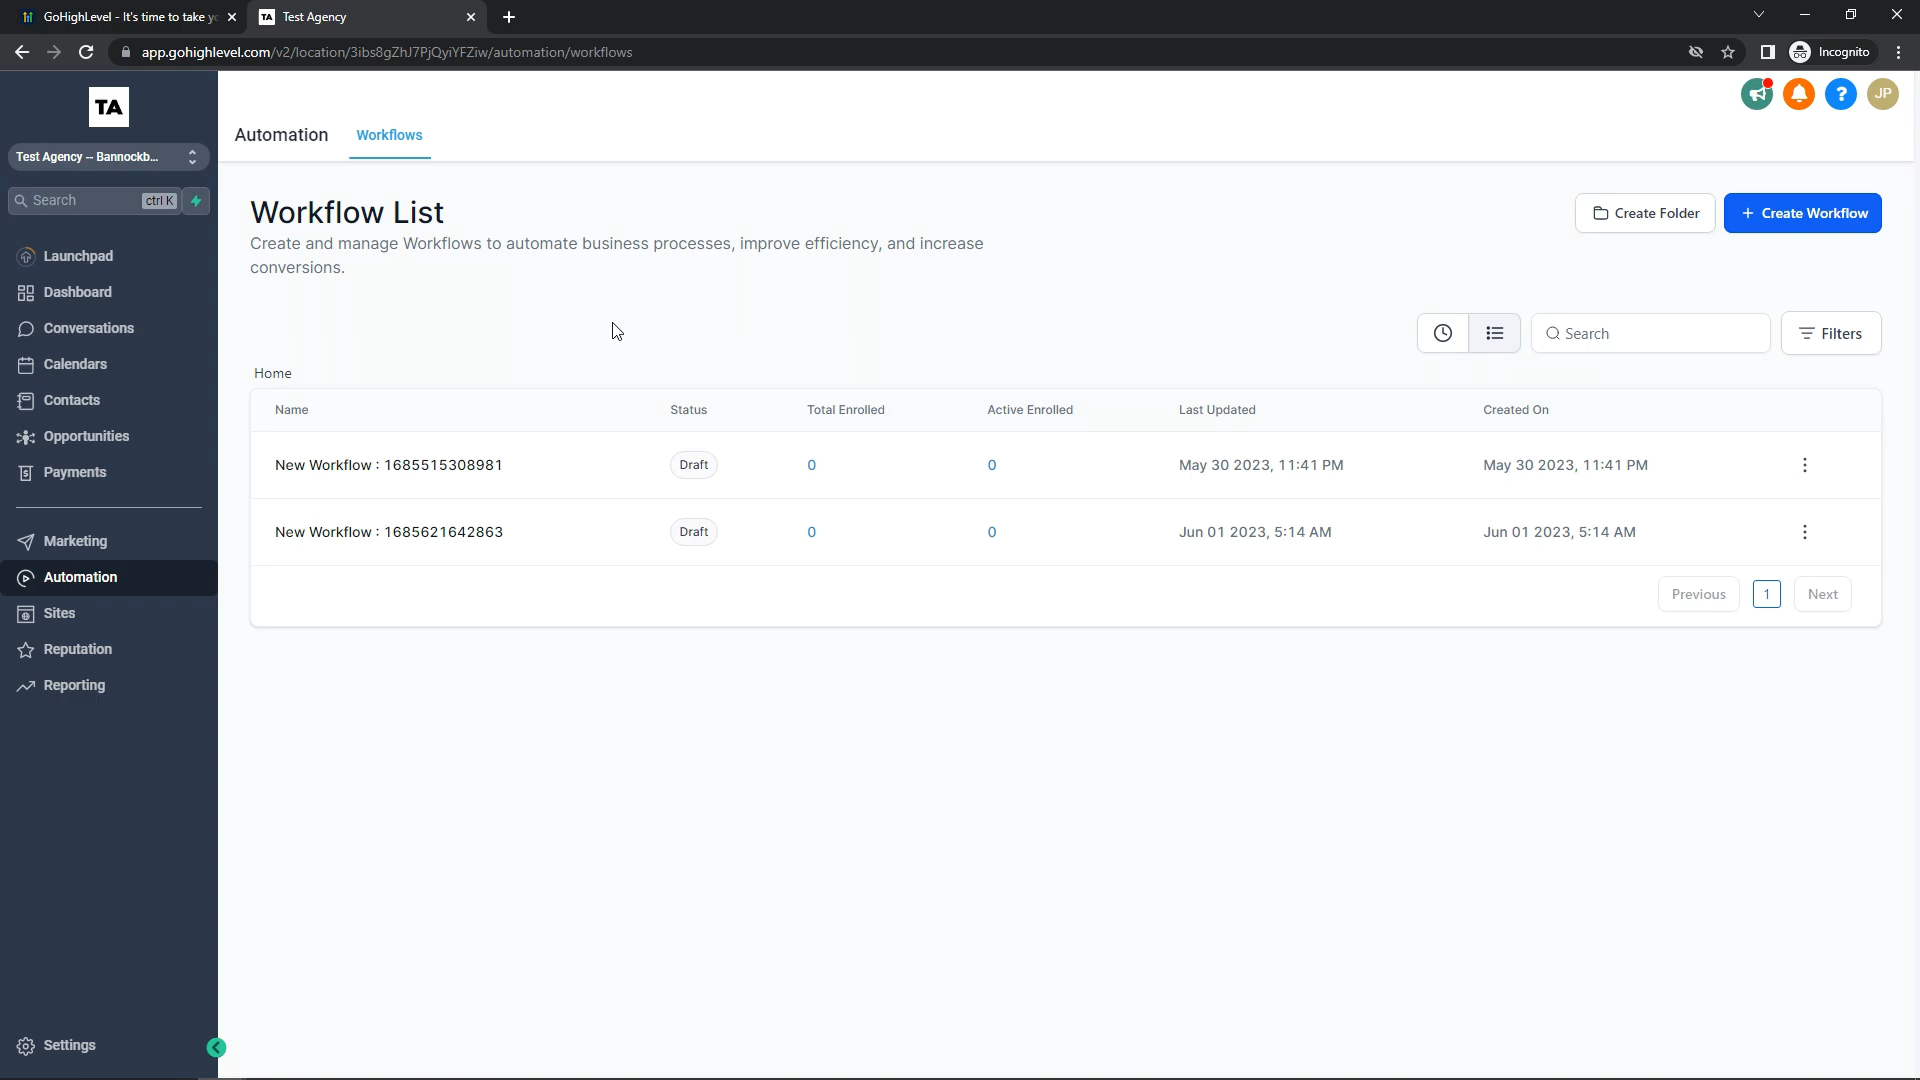 GoHighLevel - It's time to take yo
TA Test Agency
app.gohighlevel.com/v2/location/3ibs8gZhJ7PjQyiYFZiw/automation/workflows
Incognito
TA
JP
Test Agency -- Bannockb...
Automation Workflows
Search ctrl K
Workflow List
Create and manage Workflows to automate business processes, improve efficiency, and increase
conversions.
Create Folder
+ Create Workflow
Launchpad
Dashboard
Conversations
Calendars
Contacts
Opportunities
Payments
Marketing
Automation
Sites
Reputation
Reporting
Settings
Search
Filters
Home
Name Status Total Enrolled Active Enrolled Last Updated Created On
New Workflow : 1685515308981 Draft 0 0 May 30 2023, 11:41 PM May 30 2023, 11:41 PM
New Workflow : 1685621642863 Draft 0 0 Jun 01 2023, 5:14 AM Jun 01 2023, 5:14 AM
Previous 1 Next